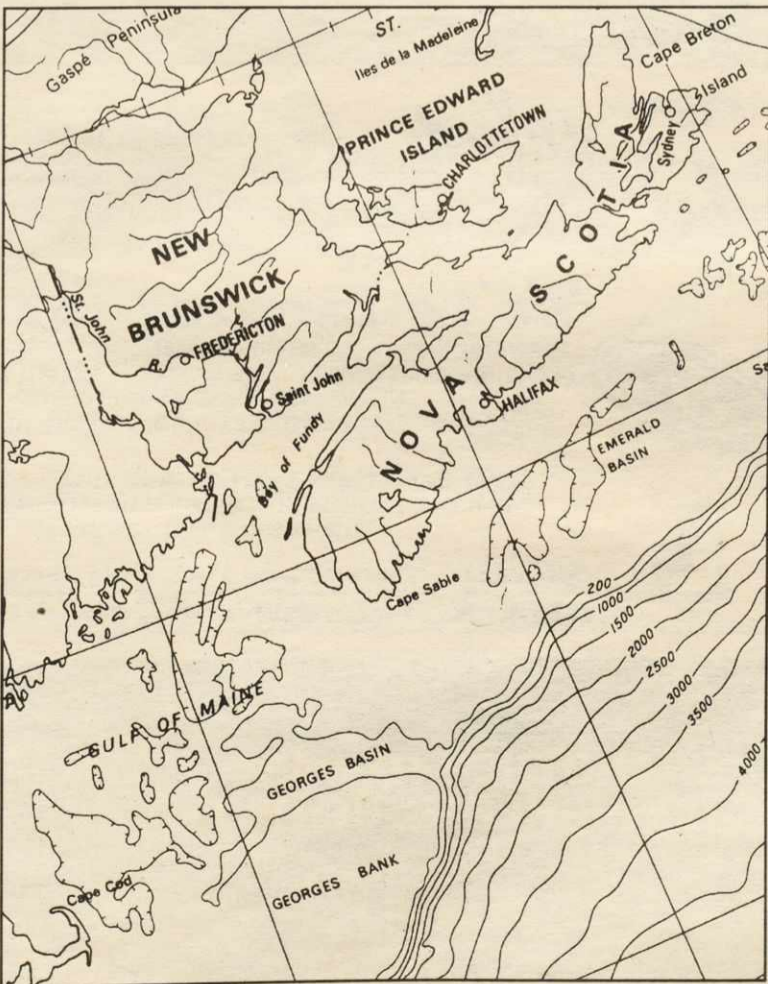 Gaspé Peninsula
ST.
Iles de la Madeleine
Cape Breton
Island
Sydney
PRINCE EDWARD
ISLAND
CHARLOTTETOWN
NEW
BRUNSWICK
St. John
R.
FREDERICTON
Saint John
Bay of Fundy
NOVA SCOTIA
HALIFAX
EMERALD
BASIN
Sa
Cape Sable
200
1000
1500
2000
2500
3000
3500
4000
GULF OF MAINE
GEORGES BASIN
GEORGES BANK
Cape Cod